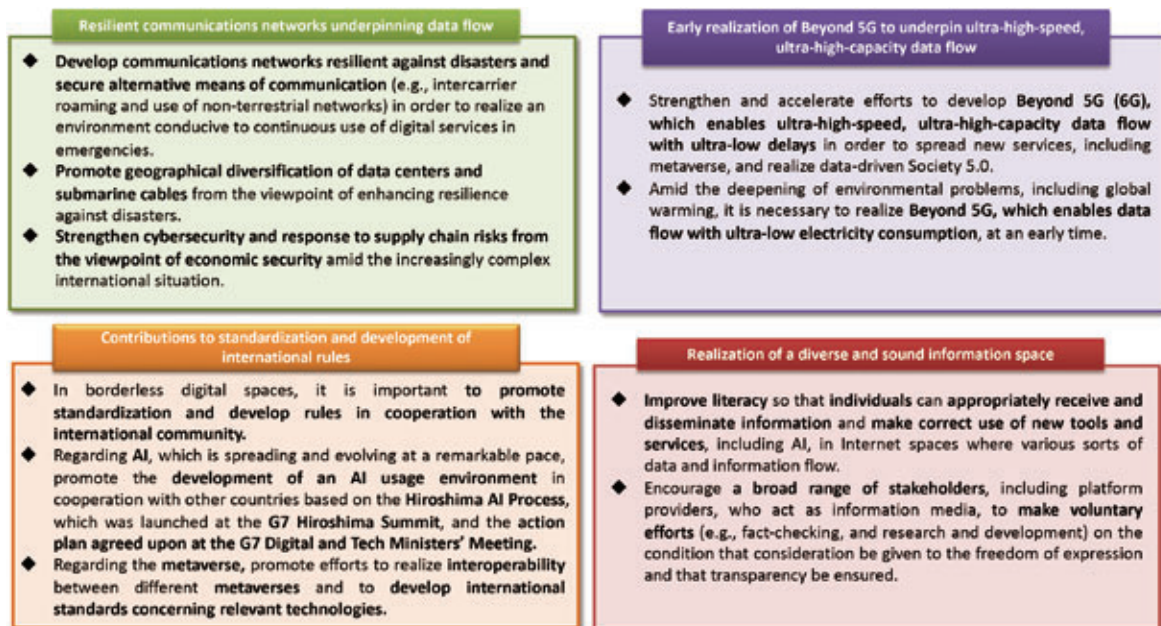 Resilient communications networks underpinning data flow
◆ Develop communications networks resilient against disasters and
secure alternative means of communication (e.g., intercarrier
roaming and use of non-terrestrial networks) in order to realize an
environment conducive to continuous use of digital services in
emergencies.
◆ Promote geographical diversification of data centers and
submarine cables from the viewpoint of enhancing resilience
against disasters.
◆ Strengthen cybersecurity and response to supply chain risks from
the viewpoint of economic security amid the increasingly complex
international situation.
Early realization of Beyond 5G to underpin ultra-high-speed,
ultra-high-capacity data flow
◆ Strengthen and accelerate efforts to develop Beyond 5G (6G),
which enables ultra-high-speed, ultra-high-capacity data flow
with ultra-low delays in order to spread new services, including
metaverse, and realize data-driven Society 5.0.
◆ Amid the deepening of environmental problems, including global
warming, it is necessary to realize Beyond 5G, which enables data
flow with ultra-low electricity consumption, at an early time.
Contributions to standardization and development of
international rules
◆ In borderless digital spaces, it is important to promote
standardization and develop rules in cooperation with the
international community.
◆ Regarding AI, which is spreading and evolving at a remarkable pace,
promote the development of an AI usage environment in
cooperation with other countries based on the Hiroshima AI Process,
which was launched at the G7 Hiroshima Summit, and the action
plan agreed upon at the G7 Digital and Tech Ministers' Meeting.
◆ Regarding the metaverse, promote efforts to realize interoperability
between different metaverses and to develop international
standards concerning relevant technologies.
Realization of a diverse and sound information space
◆ Improve literacy so that individuals can appropriately receive and
disseminate information and make correct use of new tools and
services, including AI, in Internet spaces where various sorts of
data and information flow.
◆ Encourage a broad range of stakeholders, including platform
providers, who act as information media, to make voluntary
efforts (e.g., fact-checking, and research and development) on the
condition that consideration be given to the freedom of expression
and that transparency be ensured.